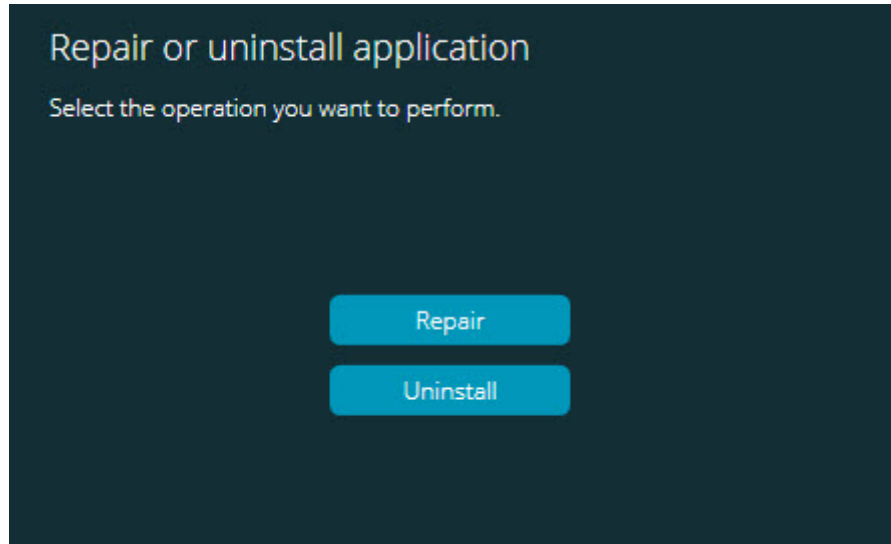 Repair or uninstall application
Select the operation you want to perform.
Repair
Uninstall